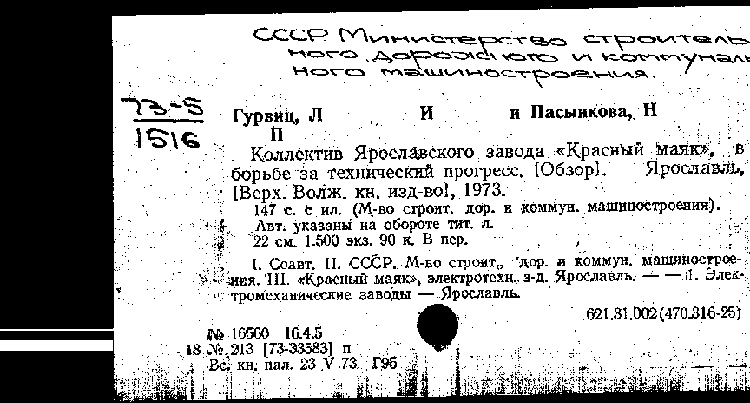 СССР. Министерство строитель
ного, дорожного и коммуналь
ного машиностроения.
73-5
1516
Гурвиц, Л И и Пасынкова, Н
П
Коллектив Ярославского завода «Красный маяк», в
борьбе за технический прогресс. [Обзор]. Ярославль,
[Верх. Волж. кн. изд-во], 1973.
147 с. с ил. (М-во строит. дор. и коммун. машиностроения).
Авт. указаны на обороте тит. л.
22 см. 1.500 экз. 90 к. В пер.
I. Соавт. II. СССР. М-во строит., дор. и коммун. машинострое-
ния. III. «Красный маяк», электротехн. з-д. Ярославль. — — 1. Элек-
тромеханические заводы — Ярославль.
621.31.002(470.316-25)
№ 16560 16.4.5
18 № 213 [73-33583] п
Вс. кн. пал. 23 V 73 Г95